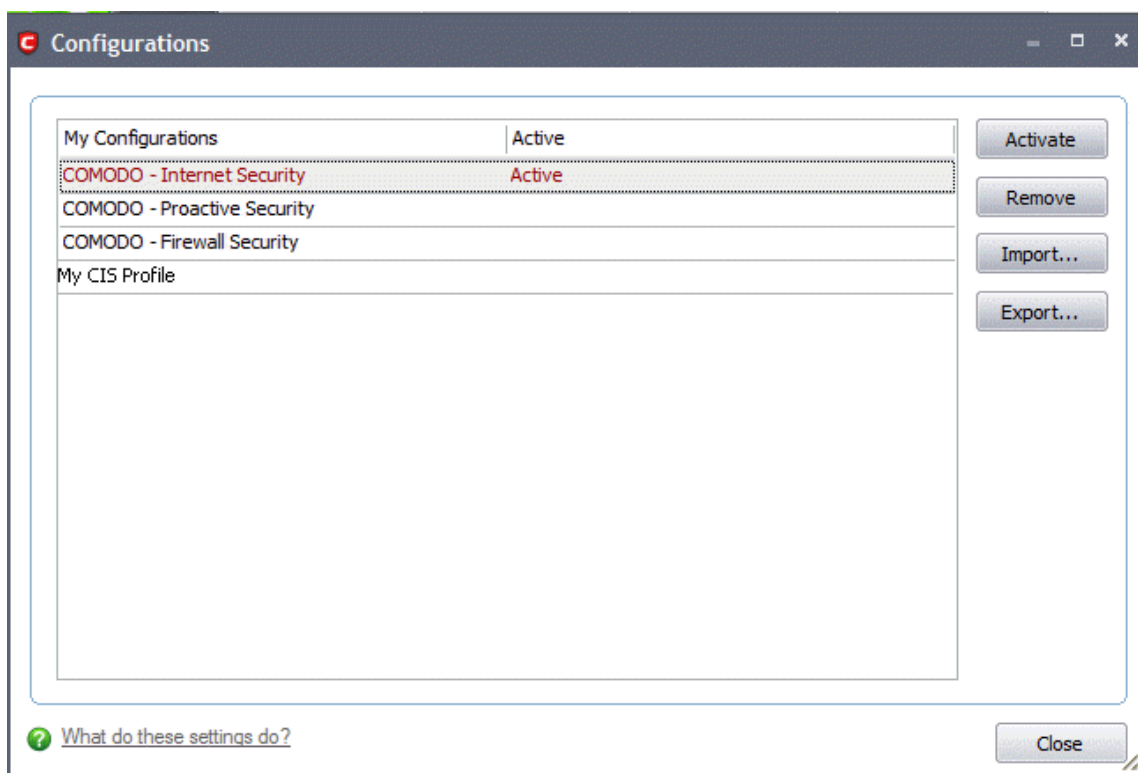 Configurations
My Configurations Active
COMODO - Internet Security Active
COMODO - Proactive Security
COMODO - Firewall Security
My CIS Profile
Activate
Remove
Import...
Export...
What do these settings do?
Close